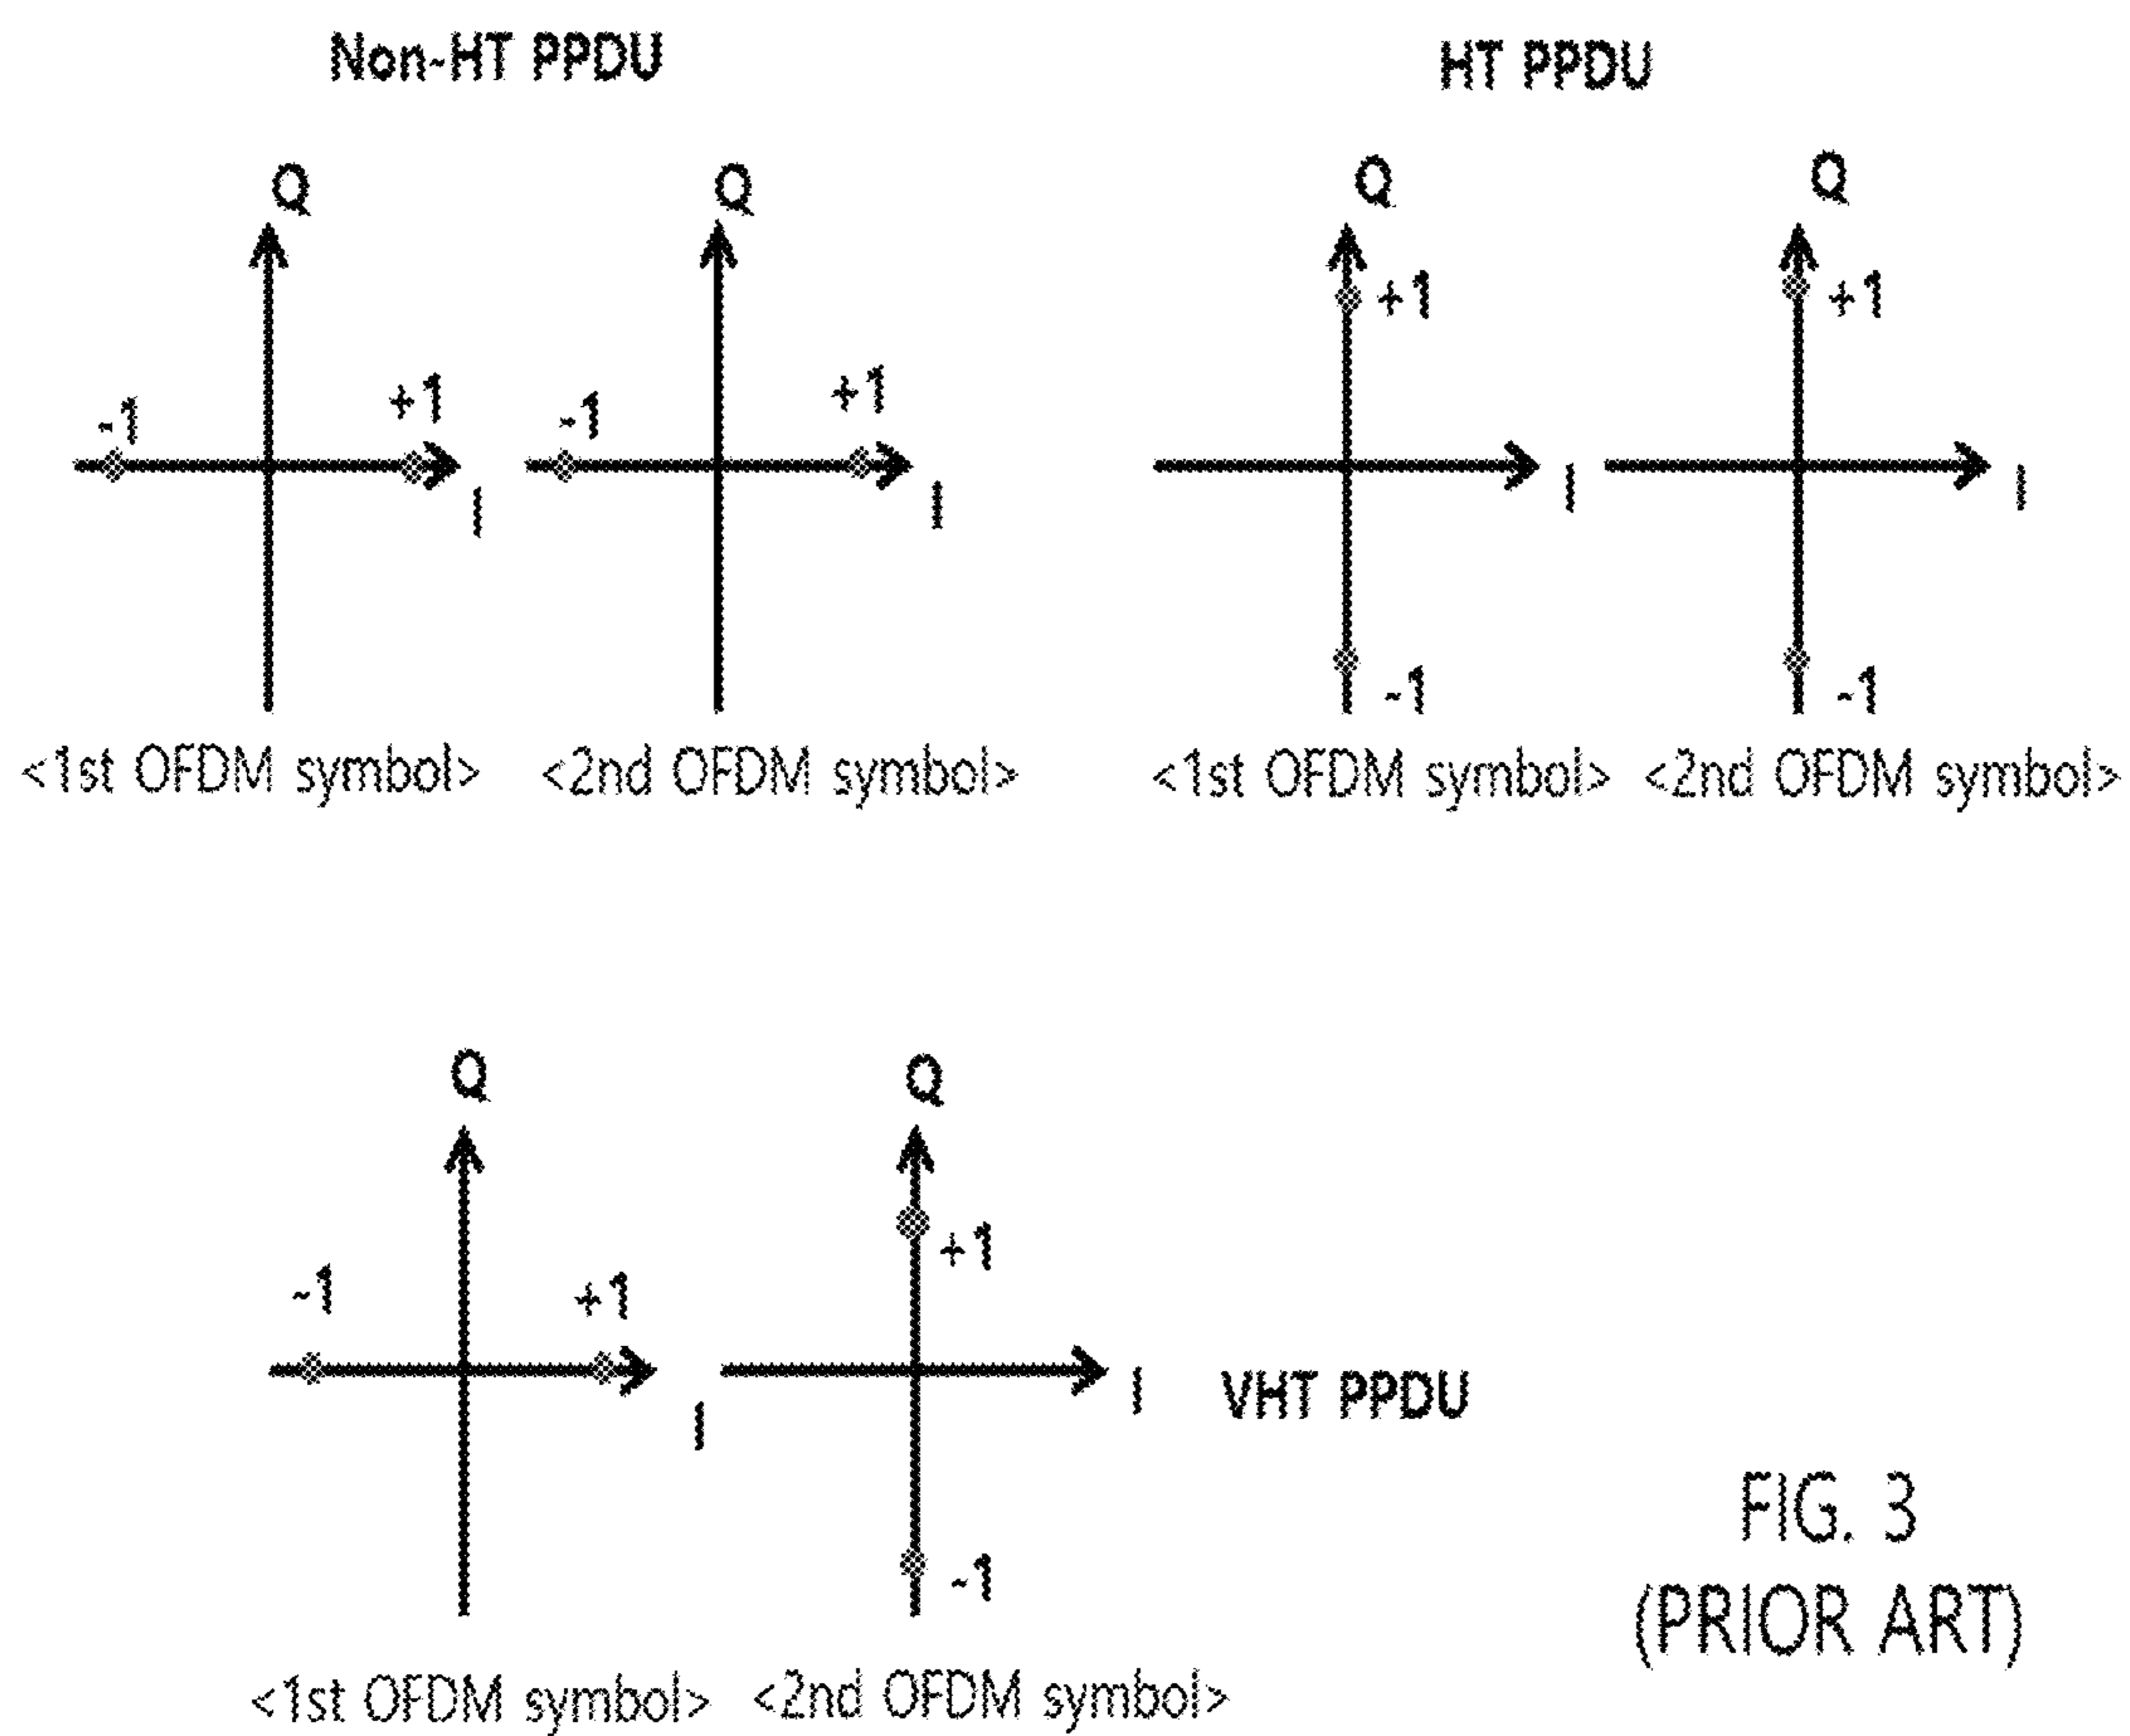 Non-HT PPDU
HT PPDU
Q
Q
Q
Q
+1
+1
-1
+1
-1
+1
I
I
I
I
-1
-1
<1st OFDM symbol>
<2nd OFDM symbol>
<1st OFDM symbol>
<2nd OFDM symbol>
Q
Q
-1
+1
+1
I
I
VHT PPDU
-1
<1st OFDM symbol>
<2nd OFDM symbol>
FIG. 3
(PRIOR ART)